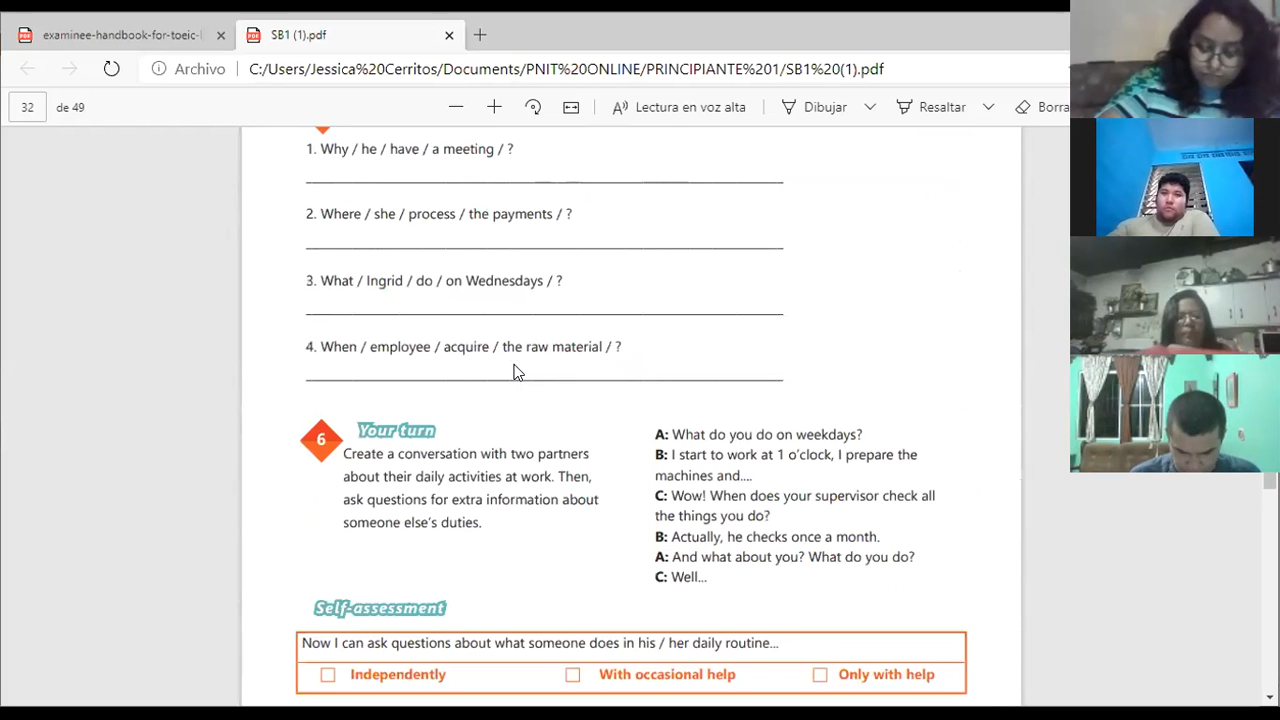 examinee-handbook-for-toeic-l
SB1 (1).pdf
Archivo
C:/Users/Jessica%20Cerritos/Documents/PNIT%20ONLINE/PRINCIPIANTE%201/SB1%20(1).pdf
32 de 49
Lectura en voz alta
Dibujar
Resaltar
Borra
1. Why / he / have / a meeting / ?
2. Where / she / process / the payments / ?
3. What / Ingrid / do / on Wednesdays / ?
4. When / employee / acquire / the raw material / ?
6 Your turn
Create a conversation with two partners
about their daily activities at work. Then,
ask questions for extra information about
someone else's duties.
A: What do you do on weekdays?
B: I start to work at 1 o'clock, I prepare the
machines and....
C: Wow! When does your supervisor check all
the things you do?
B: Actually, he checks once a month.
A: And what about you? What do you do?
C: Well...
Self-assessment
Now I can ask questions about what someone does in his / her daily routine...
Independently
With occasional help
Only with help